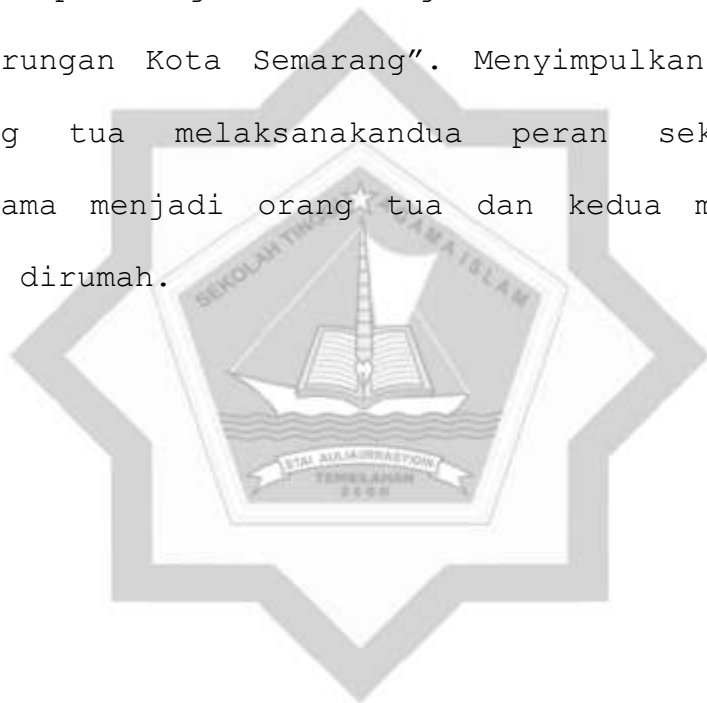 rungan Kota Semarang”. Menyimpulkan
g tua melaksanakandua peran sek
ama menjadi orang tua dan kedua m
dirumah.
SEKOLAH TINGGI AGAMA ISLAM
STAI AULIAURRASYIDIN
TEMBILAHAN